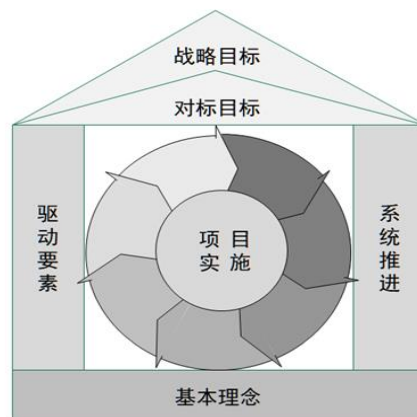 战略目标
对标目标
驱动要素
项目
实施
系统推进
基本理念